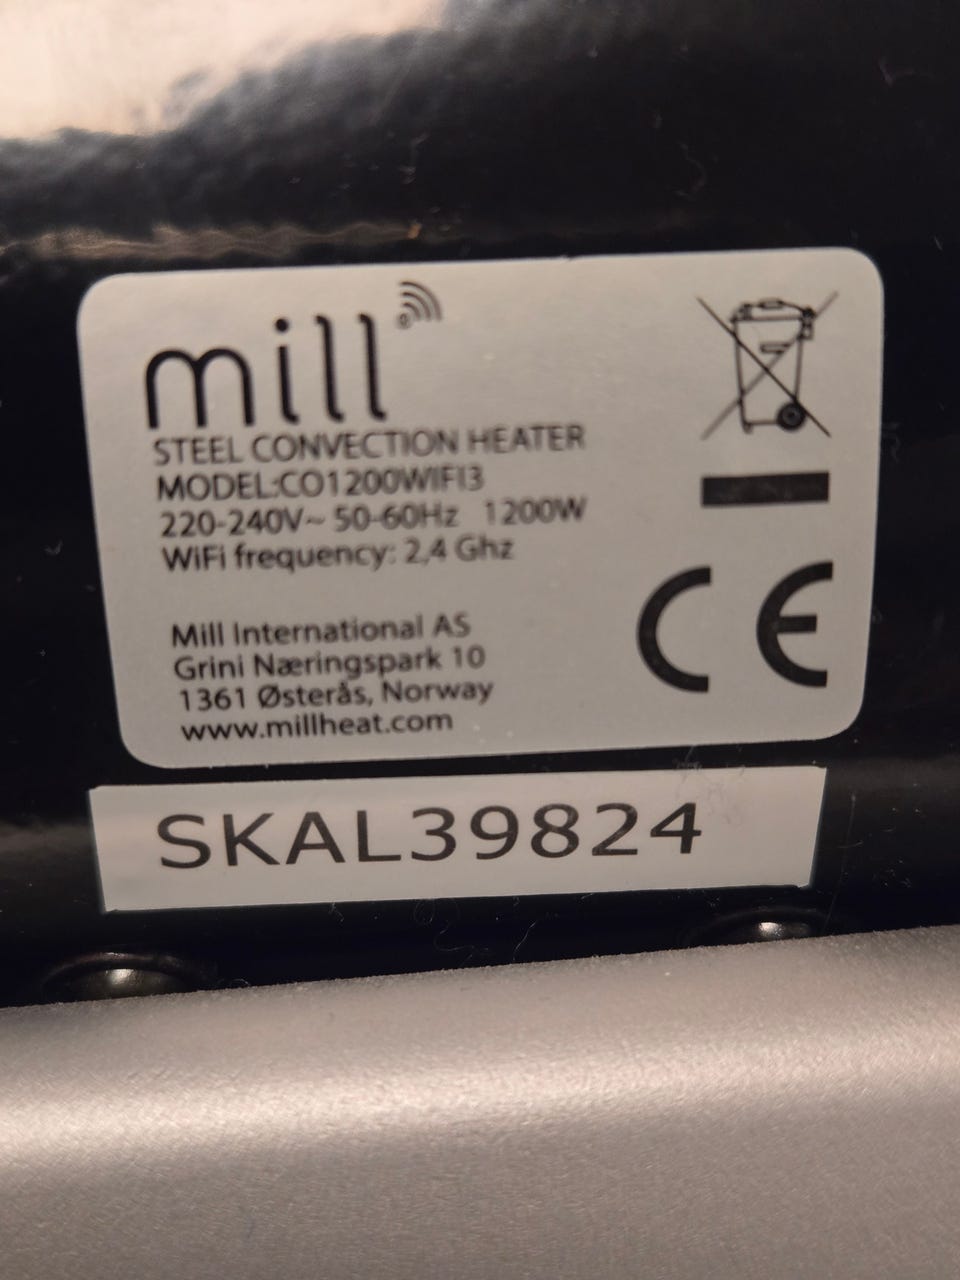 mill
STEEL CONVECTION HEATER
MODEL:CO1200WIFI3
220-240V~ 50-60Hz 1200W
WiFi frequency: 2,4 Ghz
Mill International AS
Grini Næringspark 10
1361 Østerås, Norway
www.millheat.com
CE
SKAL39824